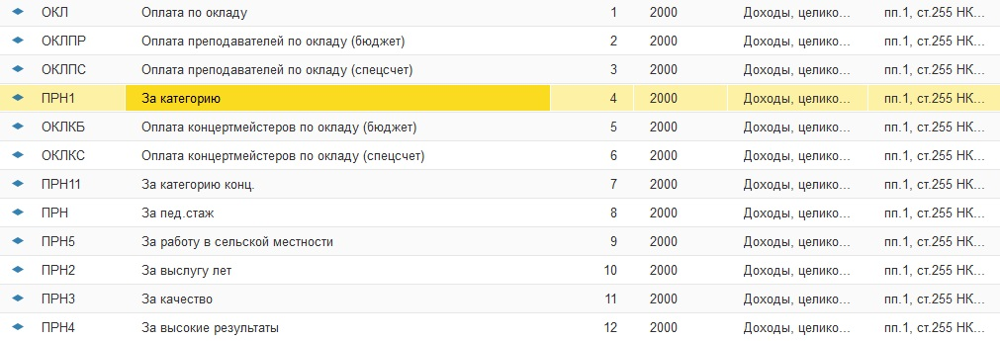 ОКЛ Оплата по окладу 1 2000 Доходы, целико... пп.1, ст.255 НК...
ОКЛПР Оплата преподавателей по окладу (бюджет) 2 2000 Доходы, целико... пп.1, ст.255 НК...
ОКЛПС Оплата преподавателей по окладу (спецсчет) 3 2000 Доходы, целико... пп.1, ст.255 НК...
ПРН1 За категорию 4 2000 Доходы, целико... пп.1, ст.255 НК...
ОКЛКБ Оплата концертмейстеров по окладу (бюджет) 5 2000 Доходы, целико... пп.1, ст.255 НК...
ОКЛКС Оплата концертмейстеров по окладу (спецсчет) 6 2000 Доходы, целико... пп.1, ст.255 НК...
ПРН11 За категорию конц. 7 2000 Доходы, целико... пп.1, ст.255 НК...
ПРН За пед.стаж 8 2000 Доходы, целико... пп.1, ст.255 НК...
ПРН5 За работу в сельской местности 9 2000 Доходы, целико... пп.1, ст.255 НК...
ПРН2 За выслугу лет 10 2000 Доходы, целико... пп.1, ст.255 НК...
ПРН3 За качество 11 2000 Доходы, целико... пп.1, ст.255 НК...
ПРН4 За высокие результаты 12 2000 Доходы, целико... пп.1, ст.255 НК...